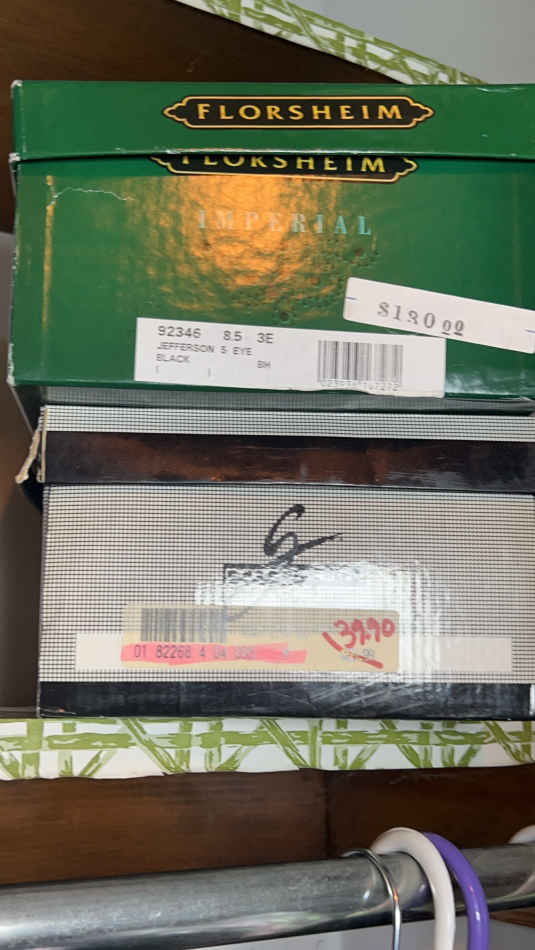 FLORSHEIM
FLORSHEIM
IMPERIAL
$130 00
92346 8.5 3E
JEFFERSON 5 EYE
BLACK BH
01 82268 4 04
139.90